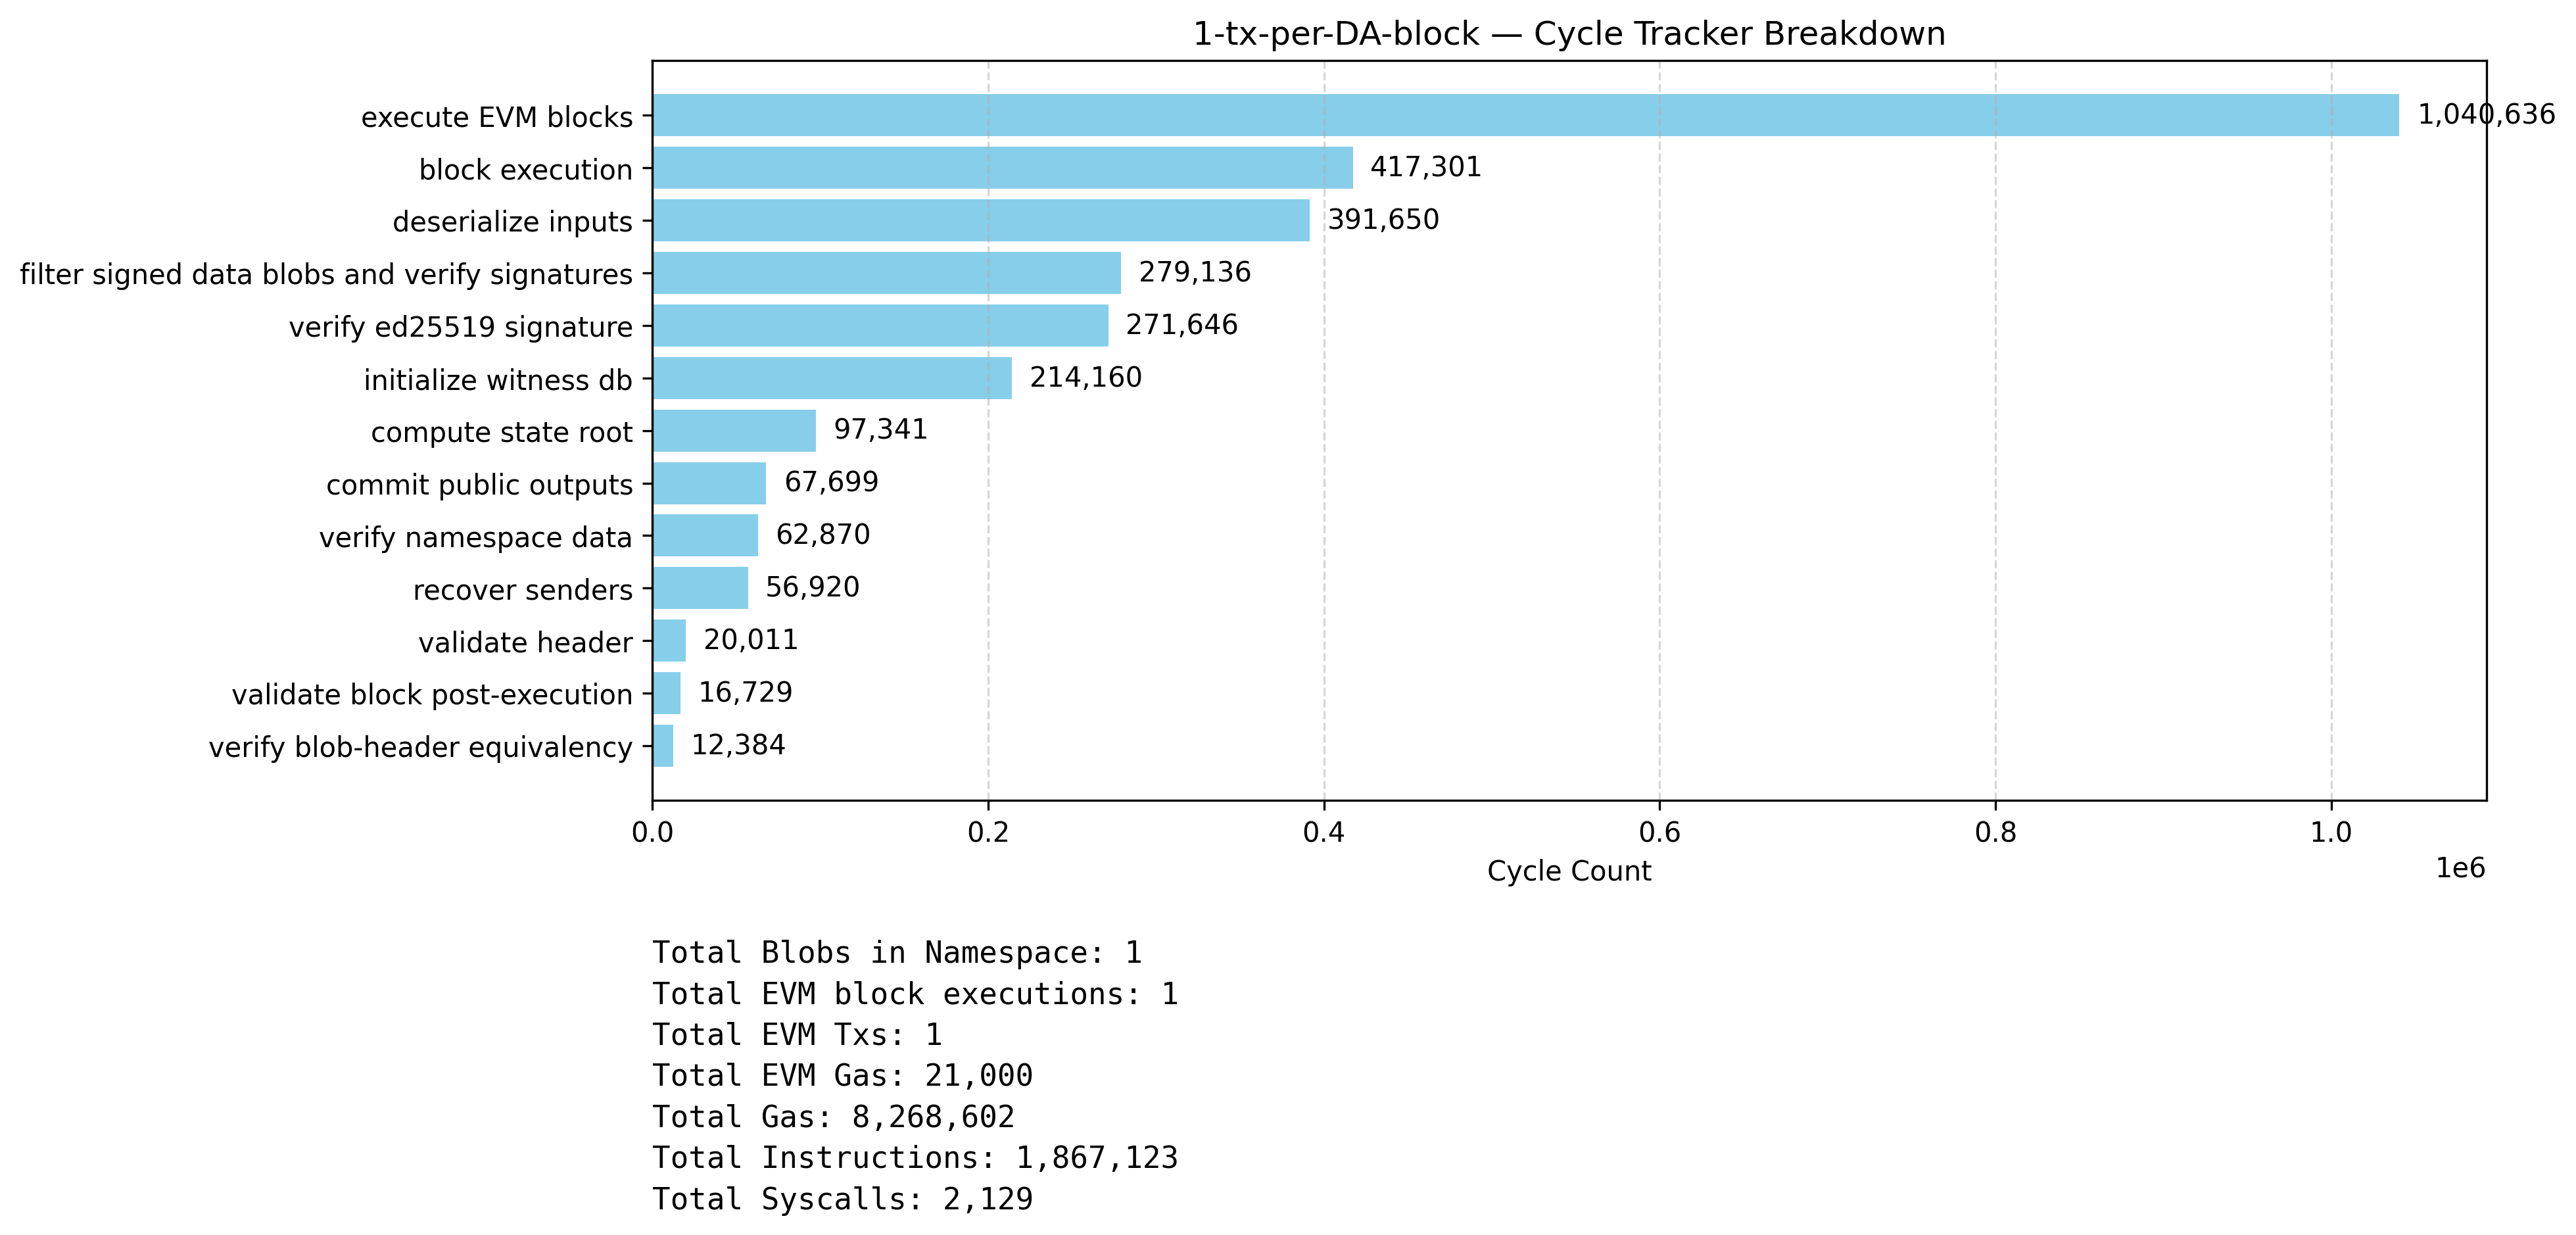 1-tx-per-DA-block — Cycle Tracker Breakdown
execute EVM blocks 1,040,636
block execution 417,301
deserialize inputs 391,650
filter signed data blobs and verify signatures 279,136
verify ed25519 signature 271,646
initialize witness db 214,160
compute state root 97,341
commit public outputs 67,699
verify namespace data 62,870
recover senders 56,920
validate header 20,011
validate block post-execution 16,729
verify blob-header equivalency 12,384
0.0 0.2 0.4 0.6 0.8 1.0
Cycle Count 1e6
Total Blobs in Namespace: 1
Total EVM block executions: 1
Total EVM Txs: 1
Total EVM Gas: 21,000
Total Gas: 8,268,602
Total Instructions: 1,867,123
Total Syscalls: 2,129